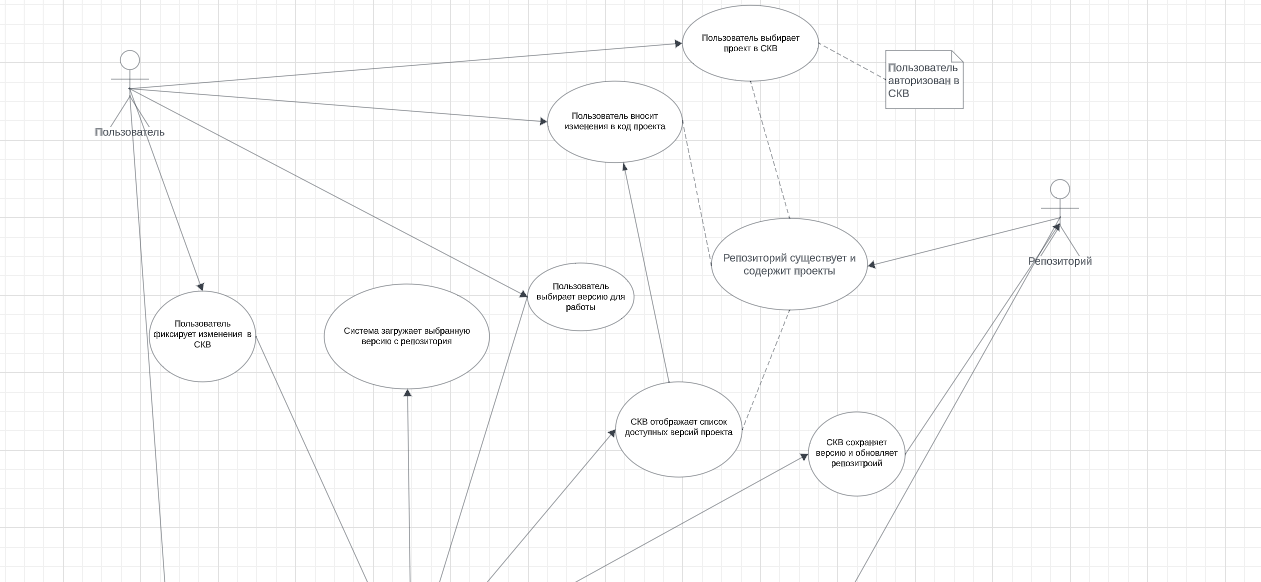 Пользователь выбирает
проект в СКВ
Пользователь
авторизован в
СКВ
Пользователь
Пользователь вносит
изменения в код проекта
Репозиторий существует и
содержит проекты
Репозиторий
Пользователь
выбирает версию для
работы
Пользователь
фиксирует изменения в
СКВ
Система загружает выбранную
версию с репозитория
СКВ отображает список
доступных версий проекта
СКВ сохраняет
версию и обновляет
репозитроий